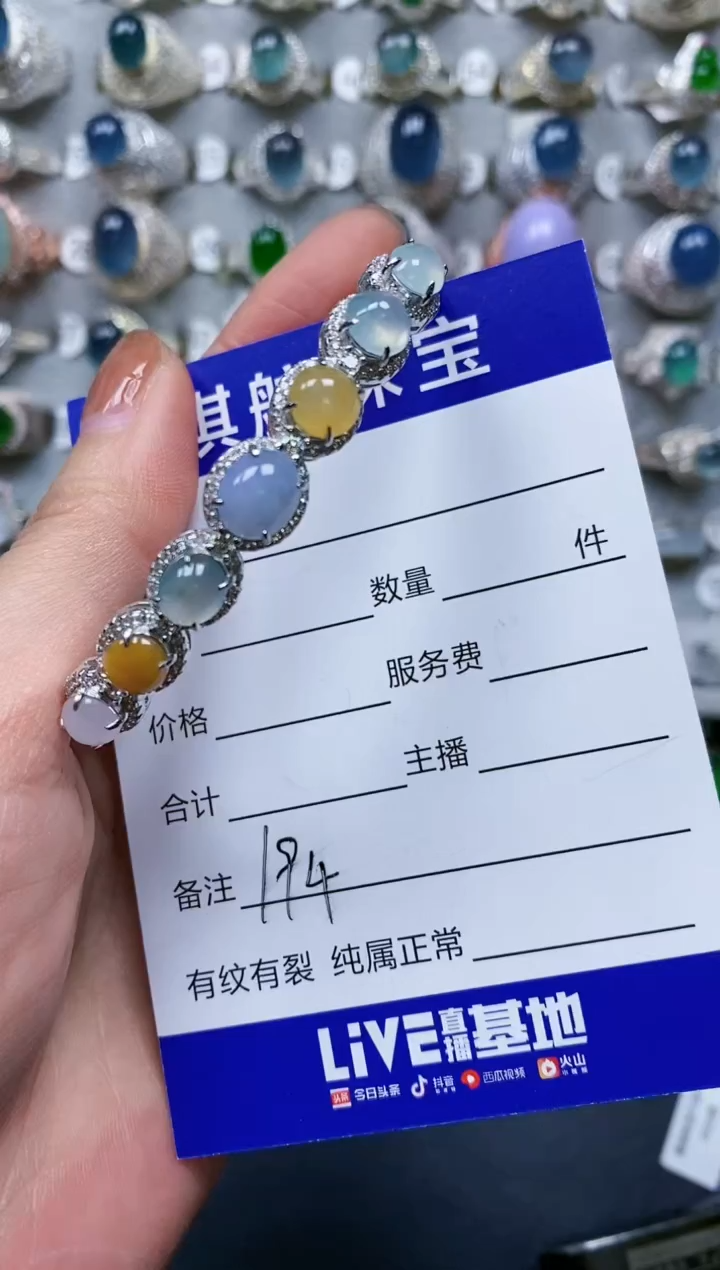 宝
数量 件
服务费
价格
主播
合计
备注 194
有纹有裂 纯属正常
LiVE直播基地
今日头条 抖音 西瓜视频 火山